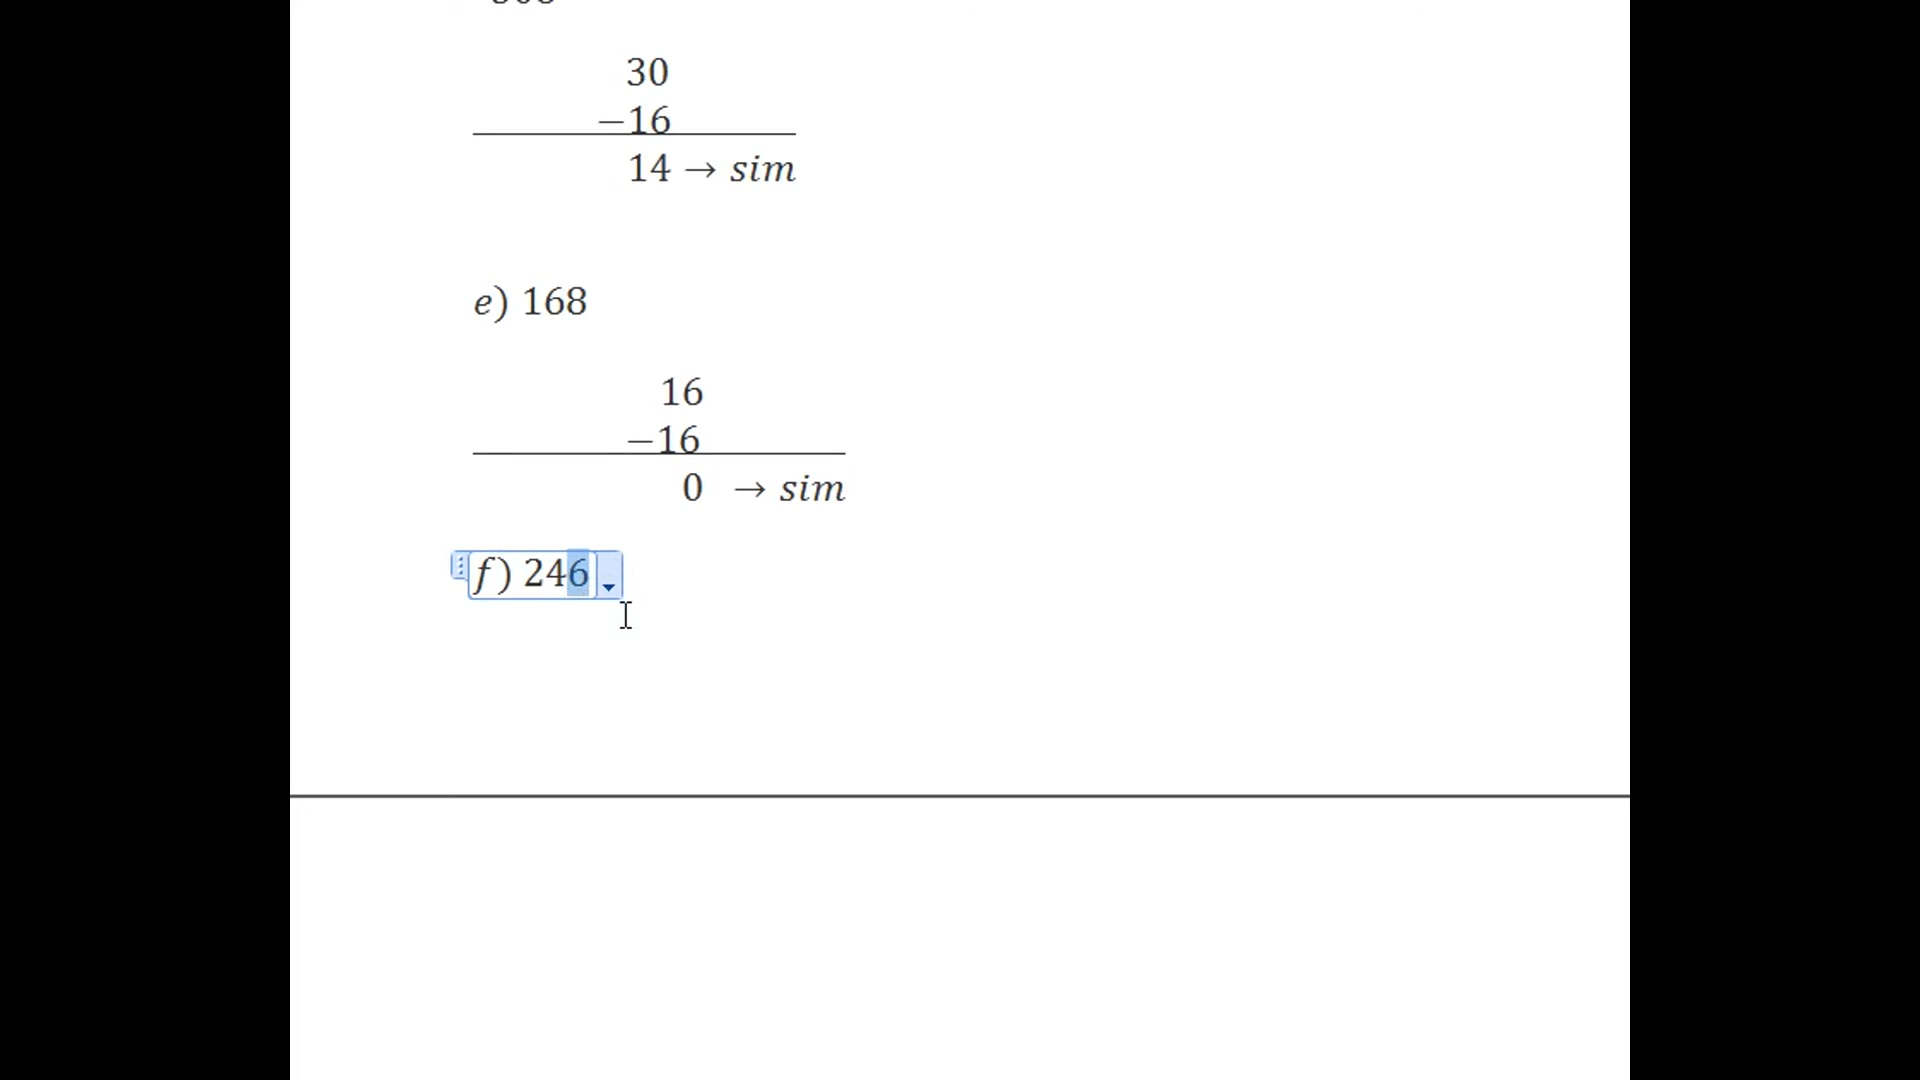 30
−16
14 → sim
e) 168
16
−16
0 → sim
f) 246